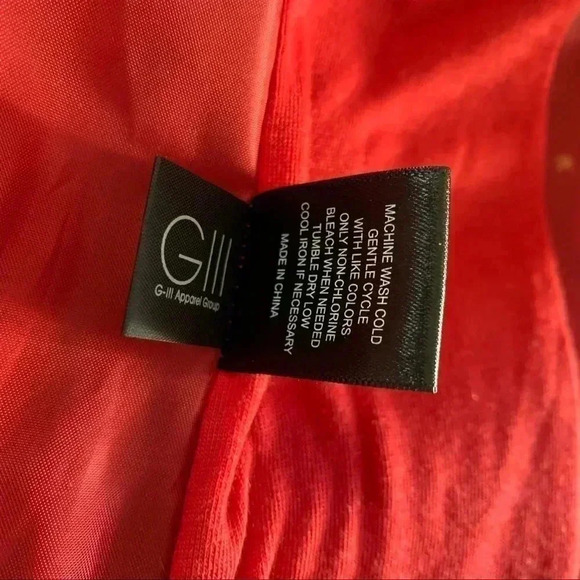 GIII
G-III Apparel Group
MACHINE WASH COLD
GENTLE CYCLE
WITH LIKE COLORS
ONLY NON-CHLORINE
BLEACH WHEN NEEDED
TUMBLE DRY LOW
COOL IRON IF NECESSARY
MADE IN CHINA